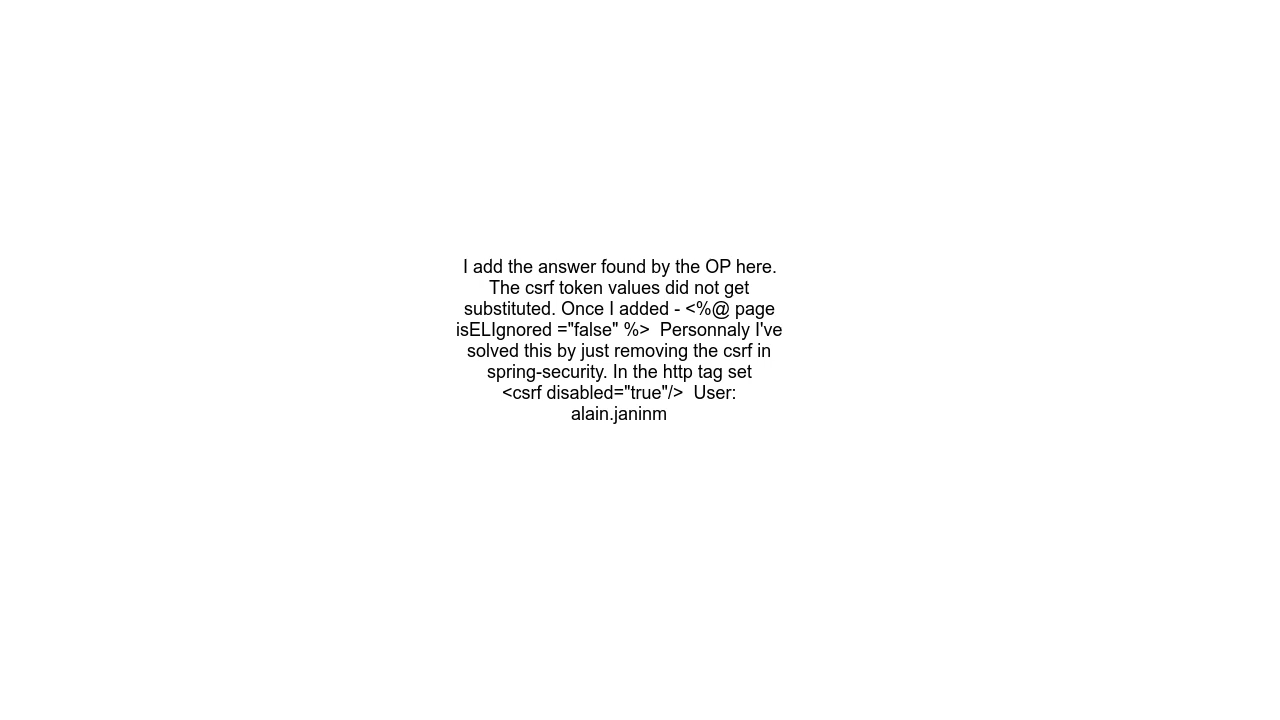 I add the answer found by the OP here.
The csrf token values did not get
substituted. Once I added - <%@ page
isELIgnored ="false" %>  Personnaly I've
solved this by just removing the csrf in
spring-security. In the http tag set
<csrf disabled="true"/>  User:
alain.janinm